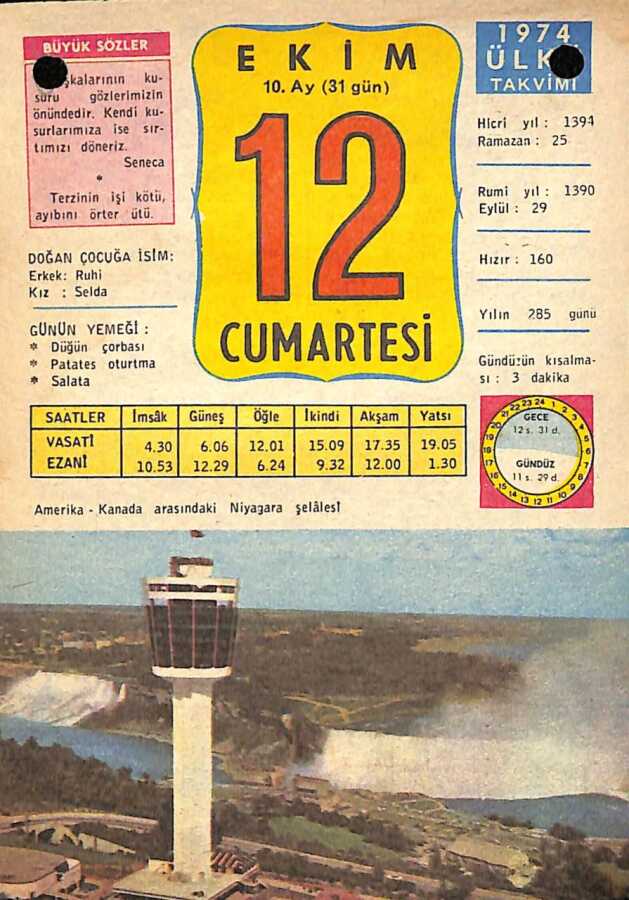 BÜYÜK SÖZLER
şkalarının ku-
suru gözlerimizin
önündedir. Kendi ku-
surlarımıza ise sır-
tımızı döneriz.
Seneca
*
Terzinin işi kötü,
ayıbını örter ütü.
DOĞAN ÇOCUĞA İSİM:
Erkek: Ruhi
Kız : Selda
GÜNÜN YEMEĞİ :
* Düğün çorbası
* Patates oturtma
* Salata
EKİM
10. Ay (31 gün)
12
CUMARTESİ
1974
ÜLK
TAKVİMİ
Hicri yıl : 1394
Ramazan : 25
Rumi yıl : 1390
Eylül : 29
Hızır : 160
Yılın 285 günü
Gündüzün kısalma-
sı : 3 dakika
SAATLER İmsâk Güneş Öğle İkindi Akşam Yatsı
VASATİ 4.30 6.06 12.01 15.09 17.35 19.05
EZANİ 10.53 12.29 6.24 9.32 12.00 1.30
GECE
12 s. 31 d.
GÜNDÜZ
11 s. 29 d.
Amerika - Kanada arasındaki Niyagara şelâlesi